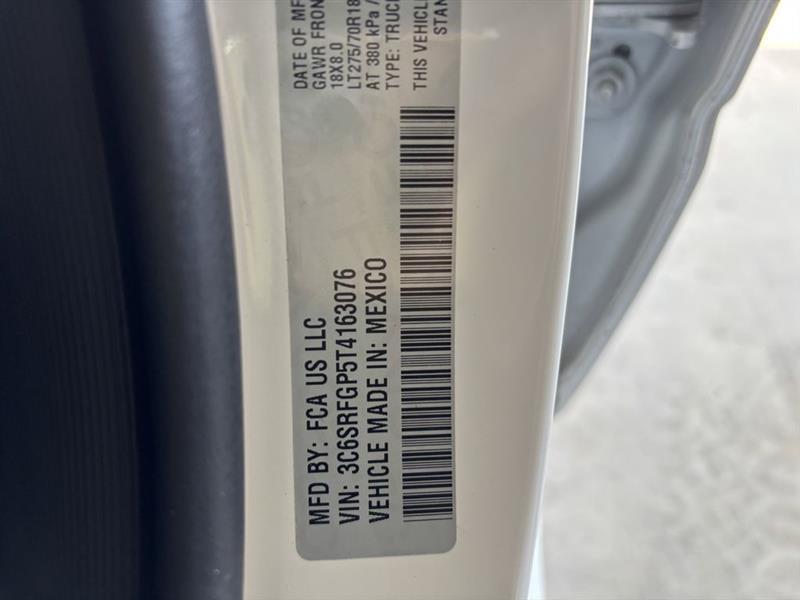 MFD BY: FCA US LLC
VIN: 3C6SRFGP5T4163076
VEHICLE MADE IN: MEXICO
DATE OF MF
GAWR FRON
18X8.0
LT275/70R18
AT 380 kPa /
TYPE: TRUC
THIS VEHICL
STAN